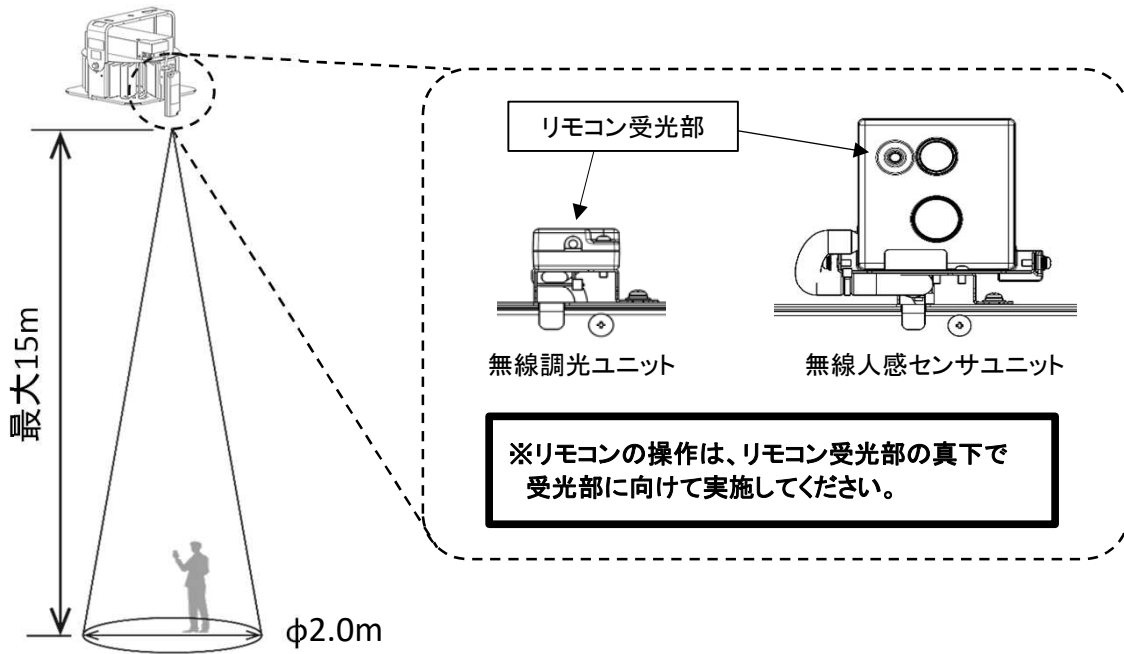 リモコン受光部
無線調光ユニット
無線人感センサユニット
※リモコンの操作は、リモコン受光部の真下で
受光部に向けて実施してください。
最大15m
φ2.0m